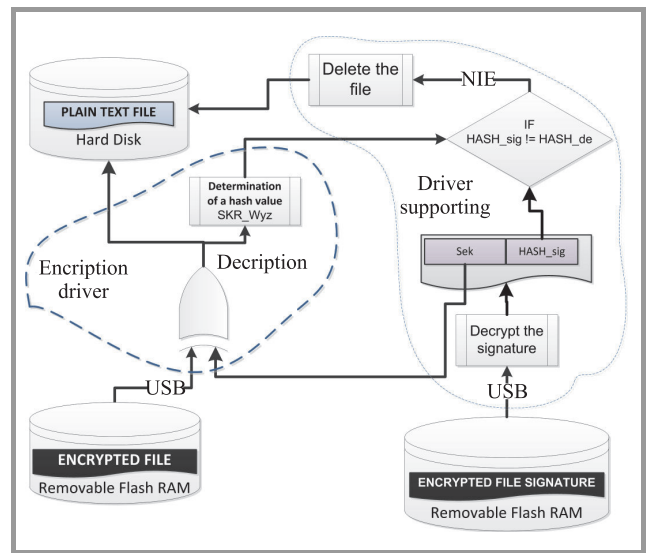 Delete the
file
NIE
PLAIN TEXT FILE
Hard Disk
IF
HASH_sig != HASH_de
Determination
of a hash value
SKR_Wyz
Driver
supporting
Encription
driver
Decription
Sek
HASH_sig
Decrypt the
signature
USB
USB
ENCRYPTED FILE
Removable Flash RAM
ENCRYPTED FILE SIGNATURE
Removable Flash RAM